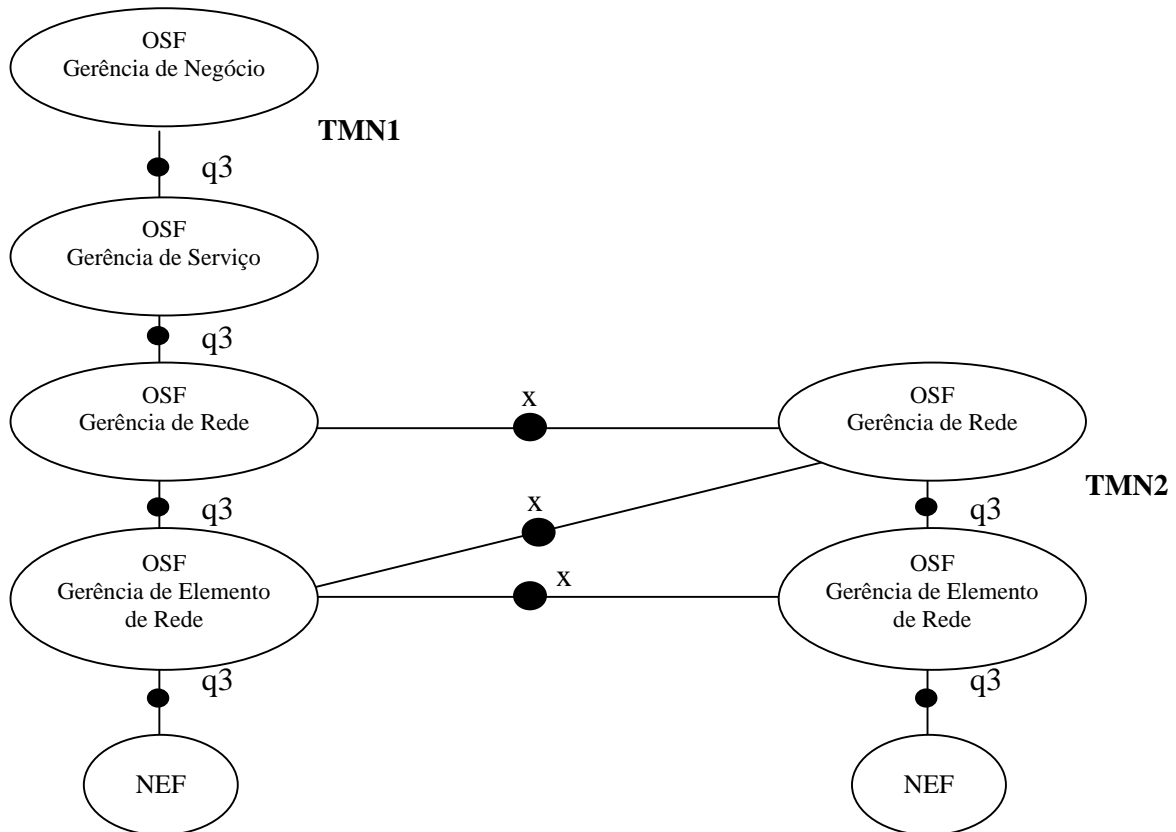 OSF
Gerência de Negócio
TMN1
q3
OSF
Gerência de Serviço
q3
OSF
Gerência de Rede
x
OSF
Gerência de Rede
TMN2
q3
x
q3
OSF
Gerência de Elemento
de Rede
x
OSF
Gerência de Elemento
de Rede
q3
q3
NEF
NEF